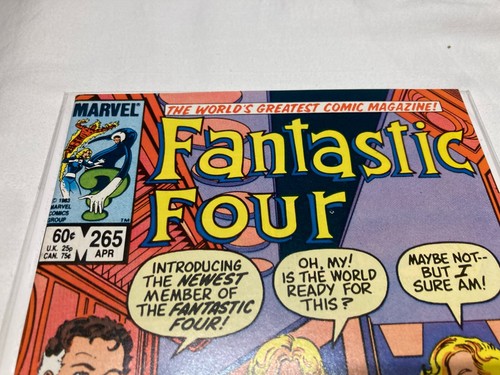 MARVEL
THE WORLD'S GREATEST COMIC MAGAZINE!
Fantastic
Four
© 1983
MARVEL
COMICS
GROUP
TM
60¢
U.K. 25p
CAN. 75¢
265
APR
INTRODUCING
THE NEWEST
MEMBER OF
THE FANTASTIC
FOUR!
OH, MY!
IS THE WORLD
READY FOR
THIS?
MAYBE NOT--
BUT I
SURE AM!